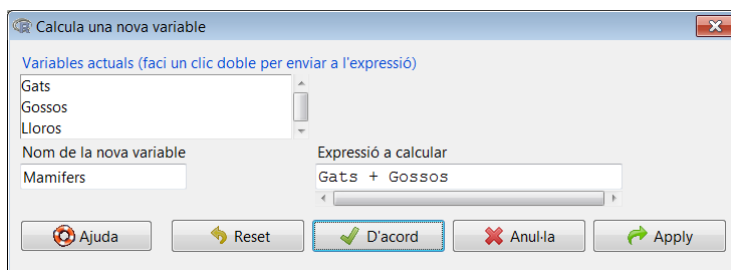 Calcula una nova variable
Variables actuals (faci un clic doble per enviar a l'expressió)
Gats
Gossos
Lloros
Nom de la nova variable
Expressió a calcular
Mamifers
Gats + Gossos
Ajuda
Reset
D'acord
Anul·la
Apply